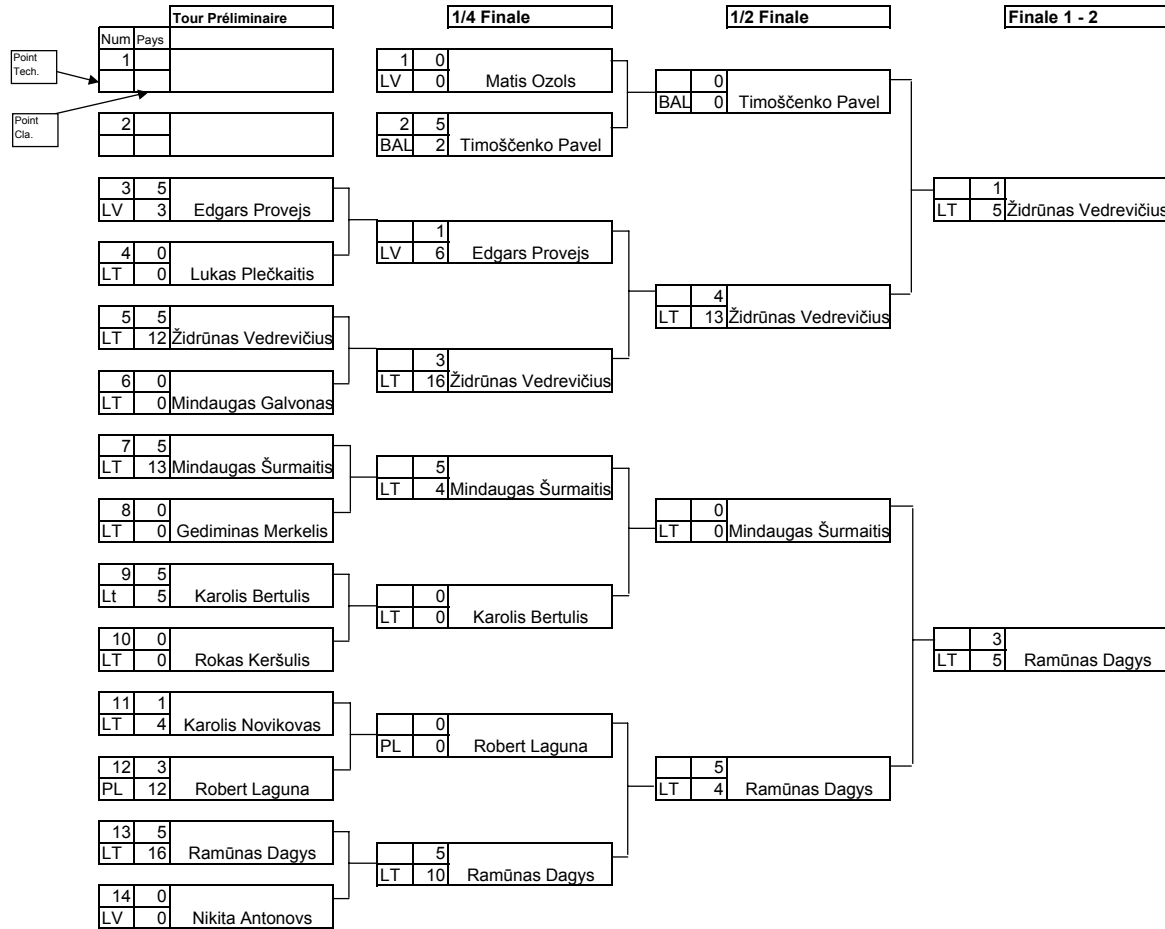 Tour Préliminaire 1/4 Finale 1/2 Finale Finale 1 - 2
Num Pays
Point
Tech.
1
Point
Cla.
2
1 0
LV 0 Matis Ozols
2 5
BAL 2 Timoščenko Pavel
0
BAL 0 Timoščenko Pavel
3 5
LV 3 Edgars Provejs
4 0
LT 0 Lukas Plečkaitis
1
LV 6 Edgars Provejs
1
LT 5 Židrūnas Vedrevičius
5 5
LT 12 Židrūnas Vedrevičius
6 0
LT 0 Mindaugas Galvonas
3
LT 16 Židrūnas Vedrevičius
4
LT 13 Židrūnas Vedrevičius
7 5
LT 13 Mindaugas Šurmaitis
8 0
LT 0 Gediminas Merkelis
5
LT 4 Mindaugas Šurmaitis
0
LT 0 Mindaugas Šurmaitis
9 5
Lt 5 Karolis Bertulis
10 0
LT 0 Rokas Keršulis
0
LT 0 Karolis Bertulis
3
LT 5 Ramūnas Dagys
11 1
LT 4 Karolis Novikovas
12 3
PL 12 Robert Laguna
0
PL 0 Robert Laguna
5
LT 4 Ramūnas Dagys
13 5
LT 16 Ramūnas Dagys
14 0
LV 0 Nikita Antonovs
5
LT 10 Ramūnas Dagys